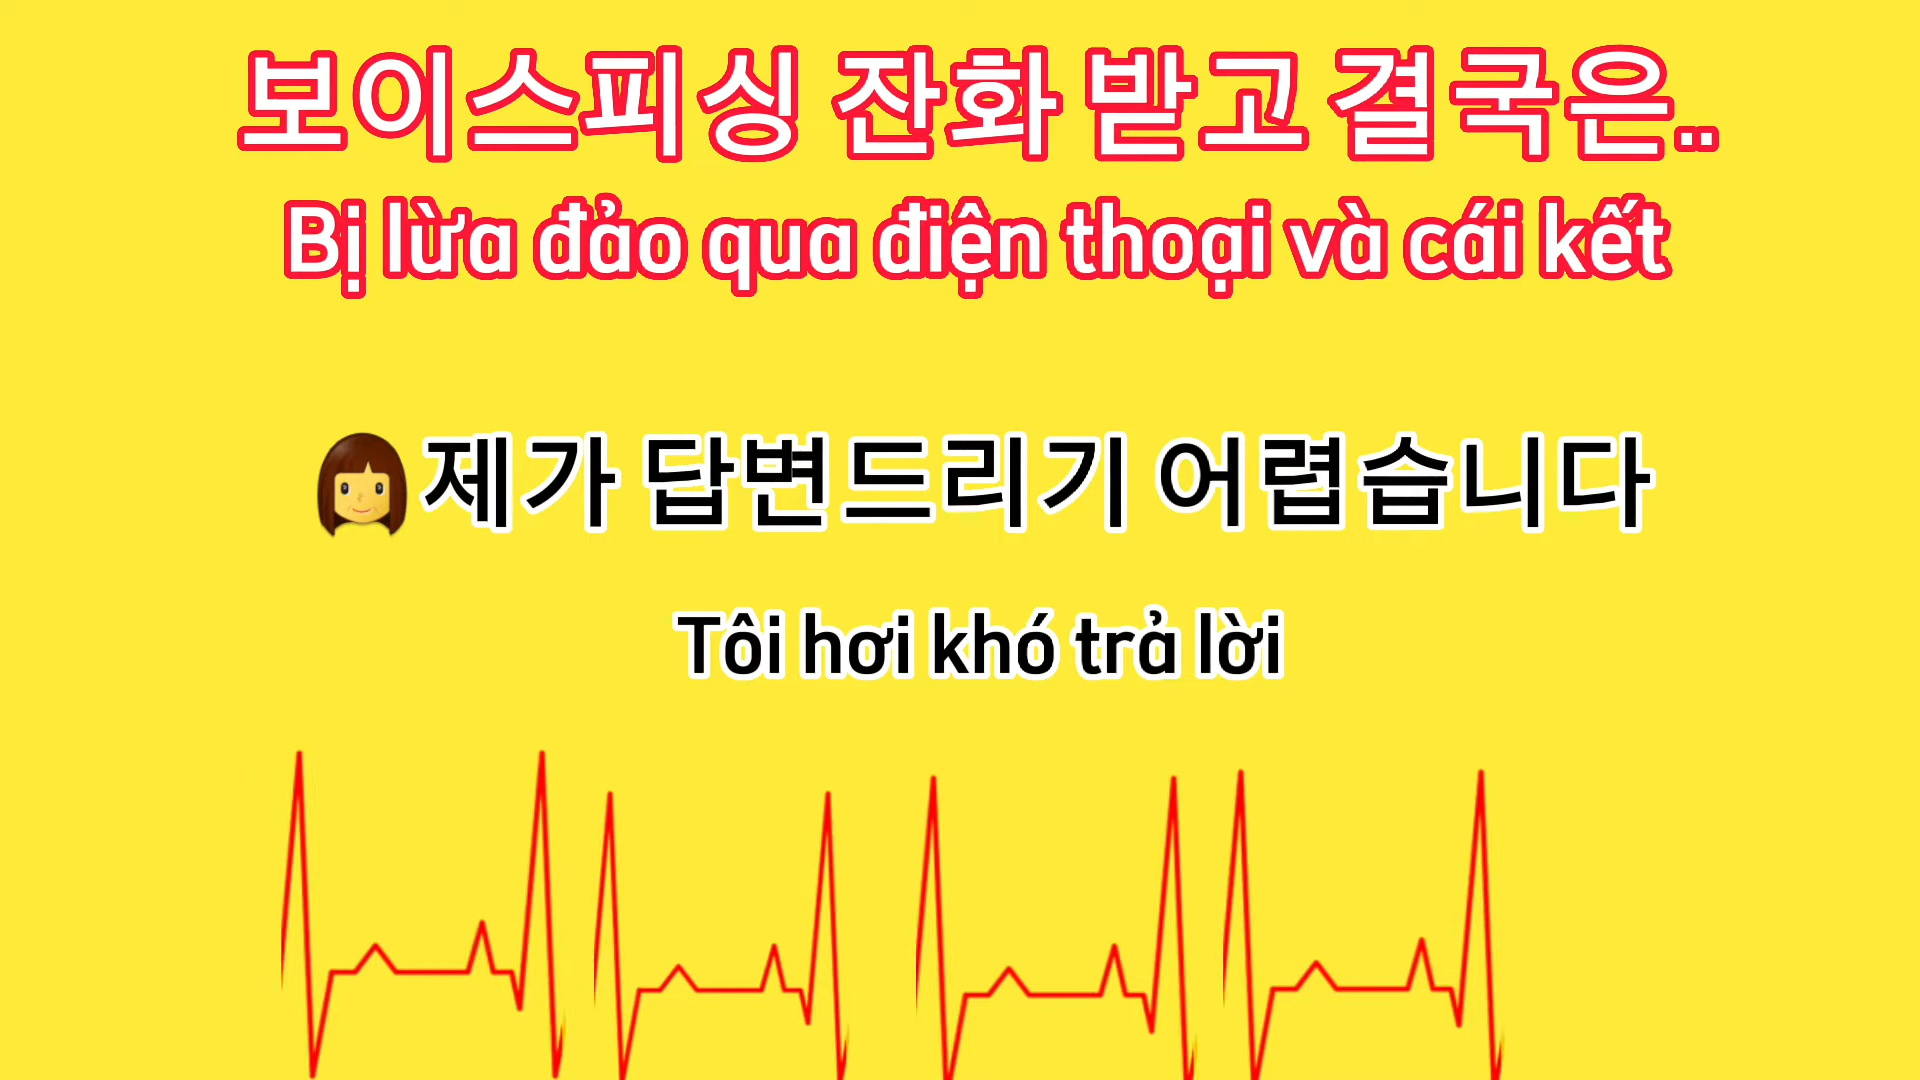 보이스피싱 잔화 받고 결국은..
Bị lừa đảo qua điện thoại và cái kết
제가 답변드리기 어렵습니다
Tôi hơi khó trả lời